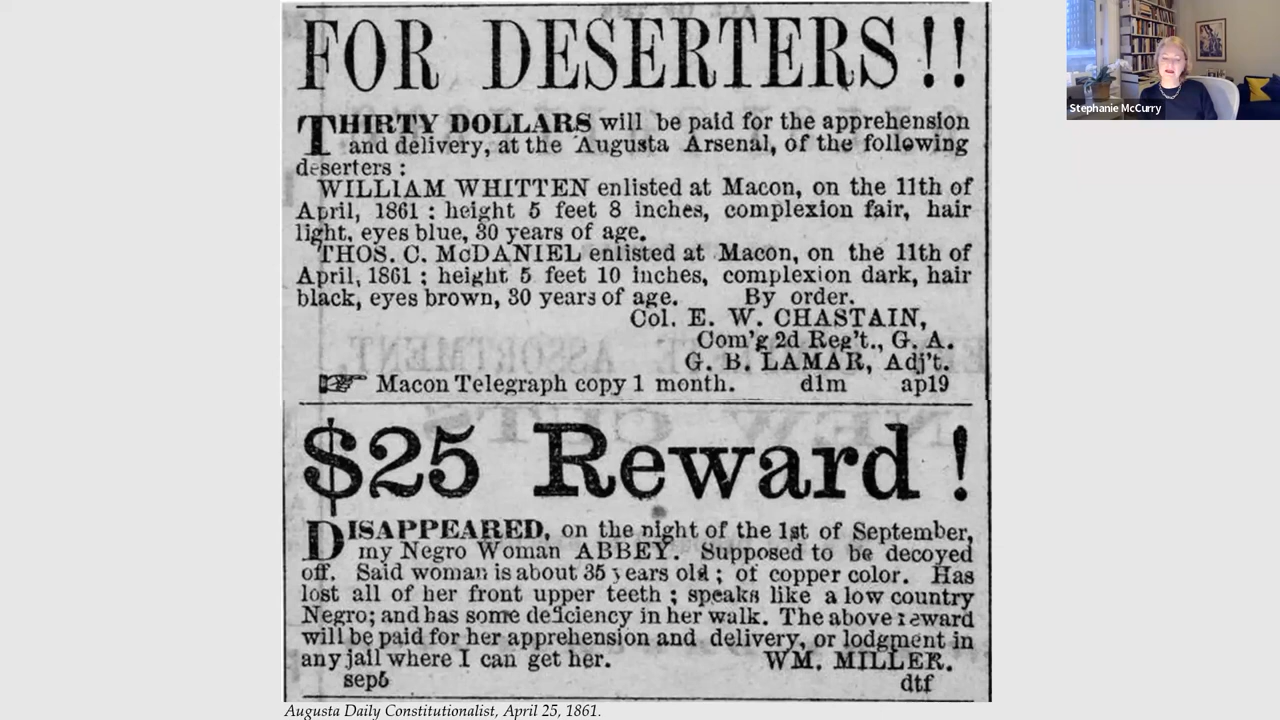 FOR DESERTERS!!
THIRTY DOLLARS will be paid for the apprehension
and delivery, at the Augusta Arsenal, of the following
deserters :
WILLIAM WHITTEN enlisted at Macon, on the 11th of
April, 1861 : height 5 feet 8 inches, complexion fair, hair
light, eyes blue, 30 years of age.
THOS. C. McDANIEL enlisted at Macon, on the 11th of
April, 1861 ; height 5 feet 10 inches, complexion dark, hair
black, eyes brown, 30 years of age. By order.
Col. E. W. CHASTAIN,
Com'g 2d Reg't., G. A.
G. B. LAMAR, Adj't.
☞ Macon Telegraph copy 1 month. d1m ap19
$25 Reward !
DISAPPEARED, on the night of the 1st of September,
my Negro Woman ABBEY. Supposed to be decoyed
off. Said woman is about 35 years old ; of copper color. Has
lost all of her front upper teeth ; speaks like a low country
Negro; and has some deficiency in her walk. The above reward
will be paid for her apprehension and delivery, or lodgment in
any jail where I can get her. WM. MILLER.
sep5 dtf
Augusta Daily Constitutionalist, April 25, 1861.
Stephanie McCurry